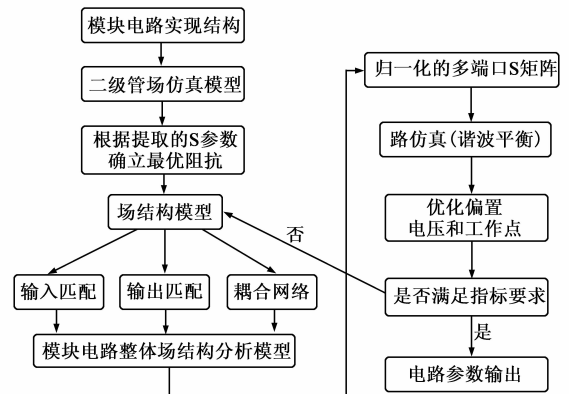 模块电路实现结构
二级管场仿真模型
根据提取的S参数
确立最优阻抗
场结构模型
输入匹配
输出匹配
耦合网络
模块电路整体场结构分析模型
归一化的多端口S矩阵
路仿真(谐波平衡)
优化偏置
电压和工作点
是否满足指标要求
否
是
电路参数输出